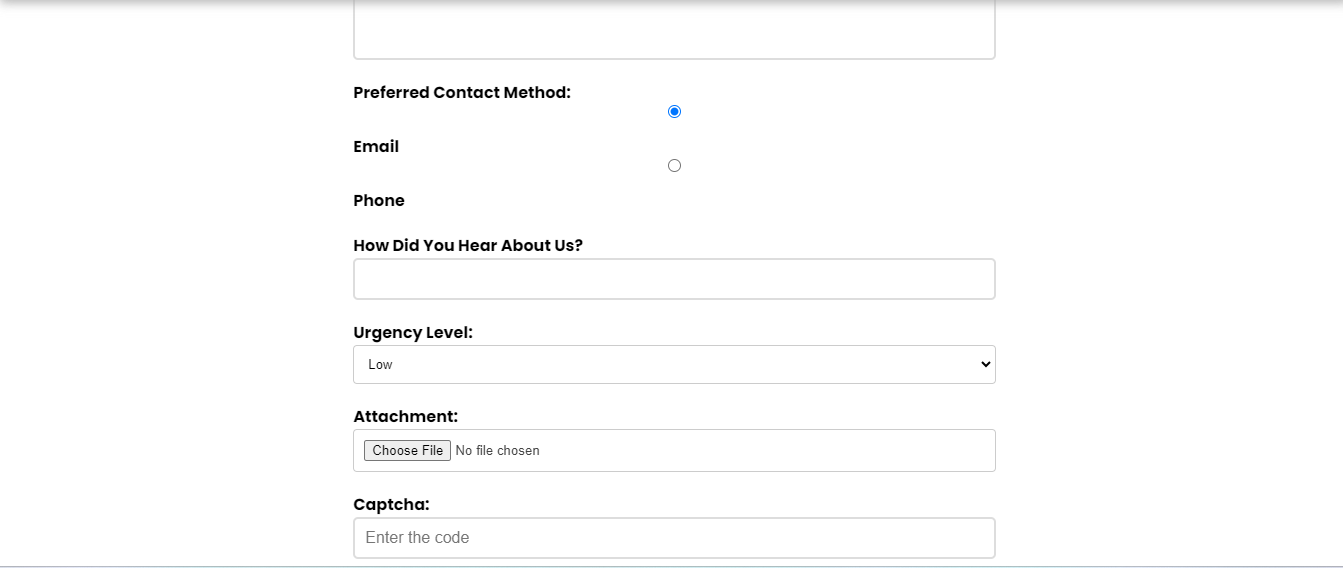 Preferred Contact Method:
Email
Phone
How Did You Hear About Us?
Urgency Level:
Low
Attachment:
Choose File No file chosen
Captcha:
Enter the code